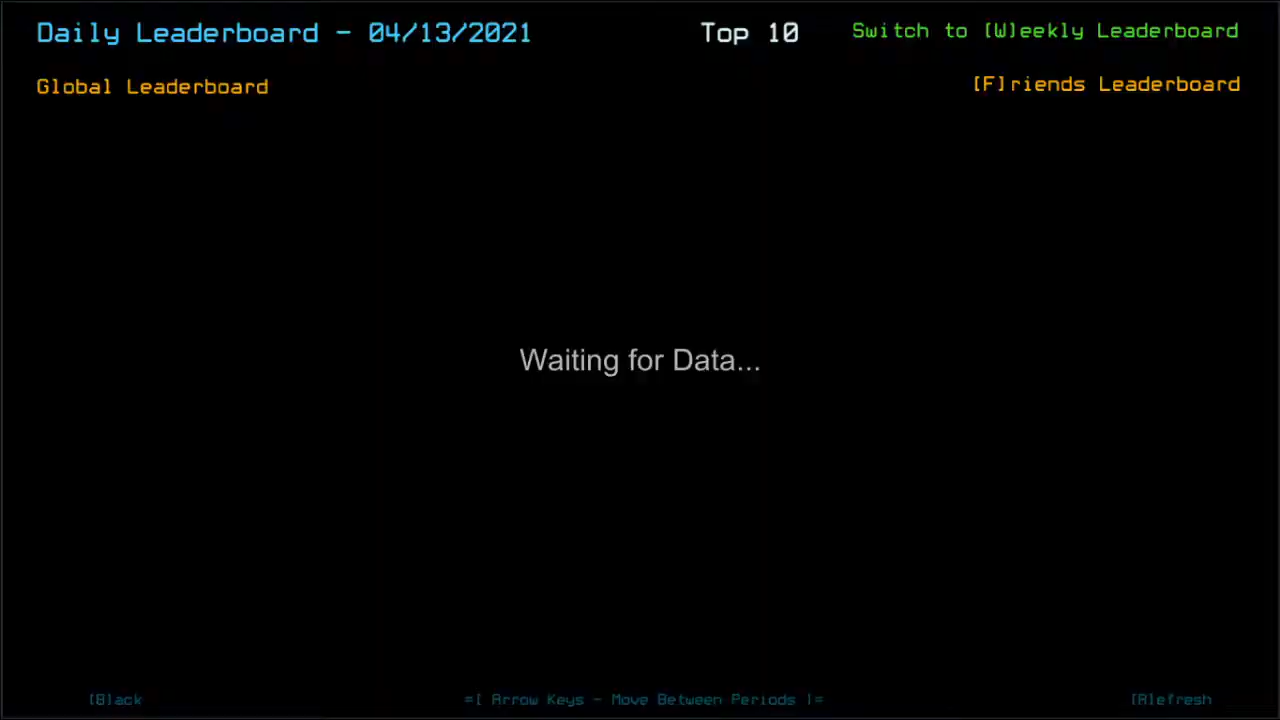 Daily Leaderboard - 04/13/2021 Top 10 Switch to [W]eekly Leaderboard
Global Leaderboard [F]riends Leaderboard
Waiting for Data...
[B]ack =[ Arrow Keys - Move Between Periods ]= [R]efresh